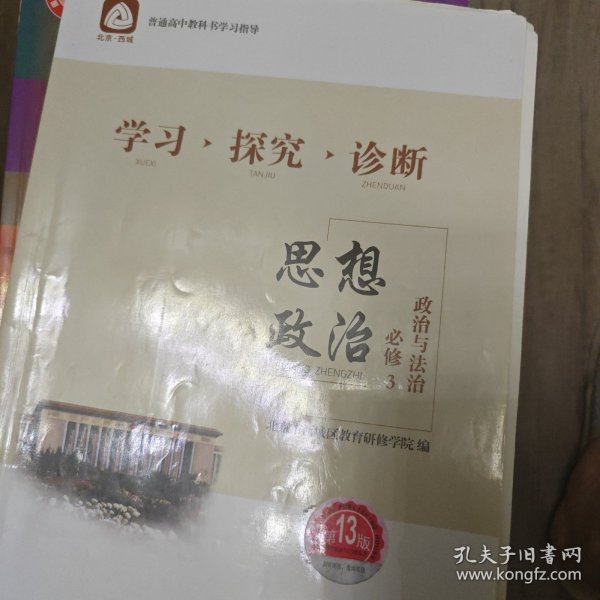 北京·西城
普通高中教科书学习指导
学习，探究，诊断
XUEXI TANJIU ZHENDUAN
思想
政治
ZHENGZHI
政治与法治
必修3
教育研修学院 编
第13版
孔夫子旧书网
www.kongfz.com